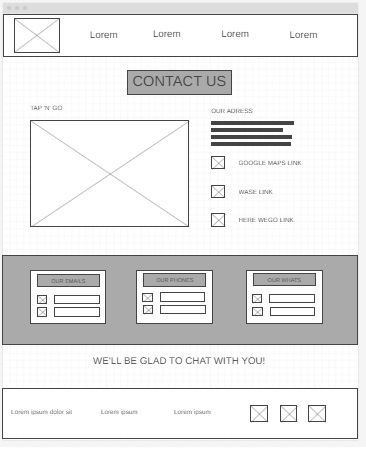 Lorem Lorem Lorem Lorem
CONTACT US
TAP 'N' GO
OUR ADRESS
GOOGLE MAPS LINK
WASE LINK
HERE WEGO LINK
OUR EMAILS
OUR PHONES
OUR WHATS
WE'LL BE GLAD TO CHAT WITH YOU!
Lorem ipsum dolor sit Lorem ipsum Lorem ipsum